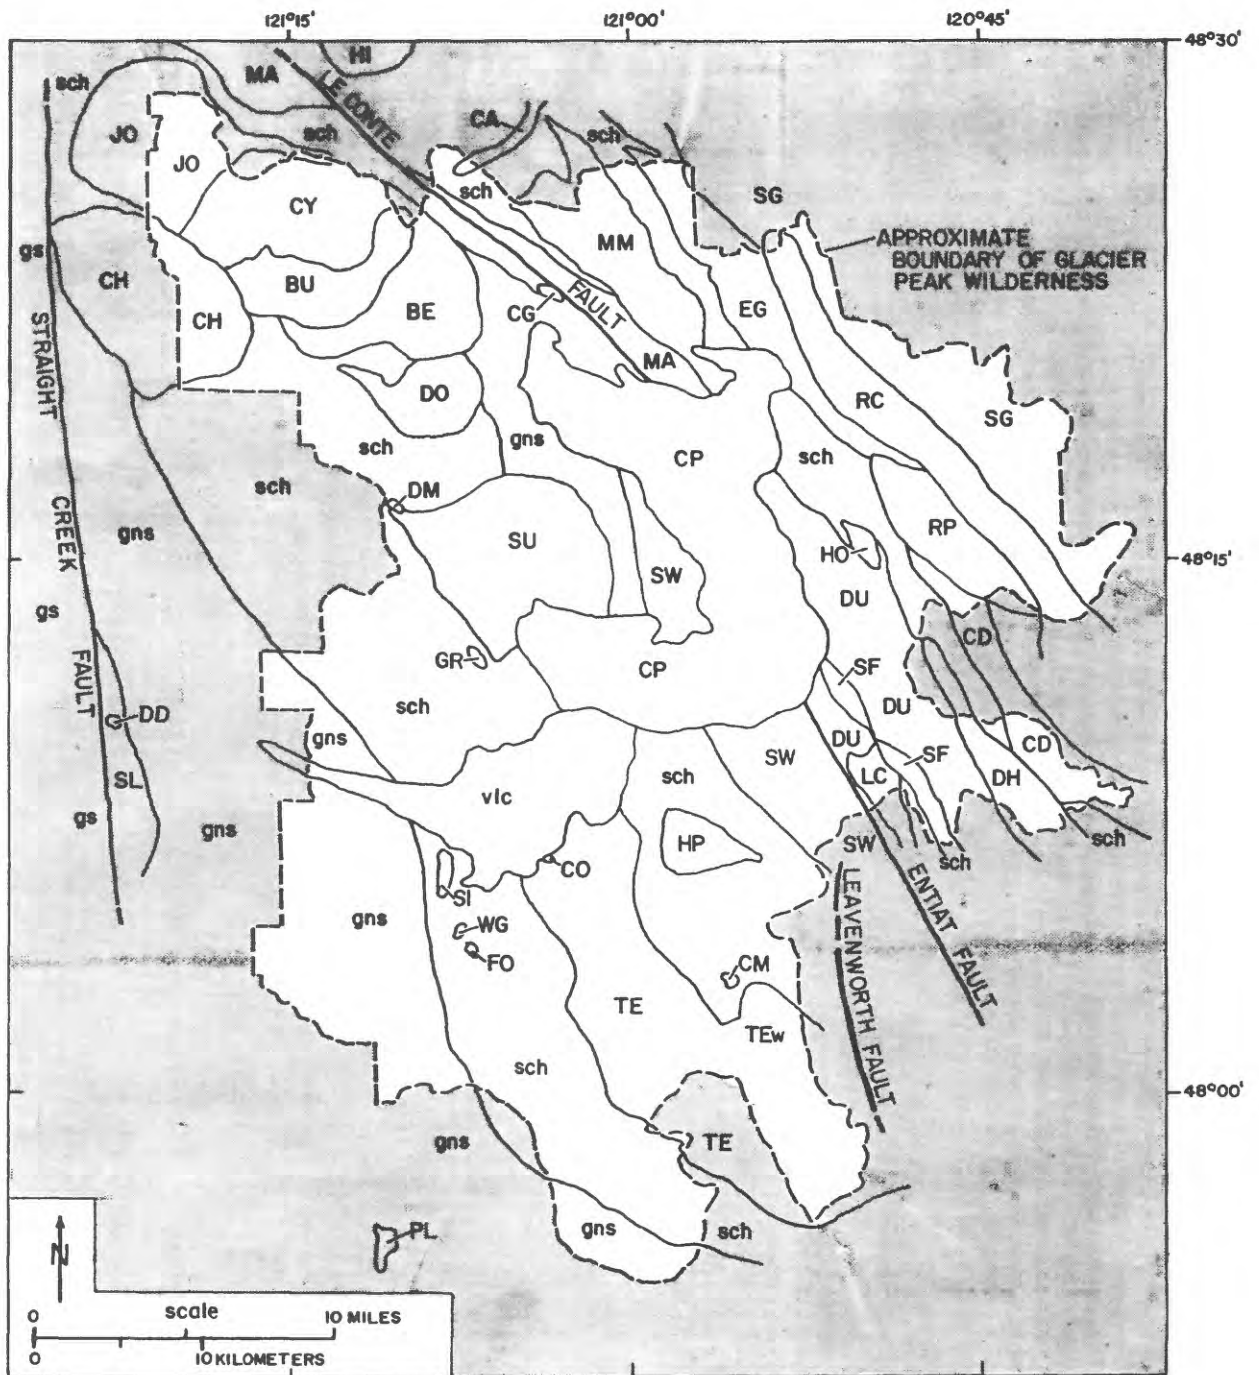 121°15'
121°00'
120°45'
48°30'
HI
MA
sch
LE CONTE
CA
sch
sch
JO
JO
sch
SG
CY
MM
APPROXIMATE
BOUNDARY OF GLACIER
PEAK WILDERNESS
gs
CH
BU
EG
CH
BE
CG
FAULT
MA
STRAIGHT
DO
RC
SG
sch
gns
CP
sch
sch
DM
CREEK
gns
SU
RP
HO
48°15'
SW
DU
gs
CD
GR
CP
SF
FAULT
sch
DU
DD
gns
SW
DU
SF
CD
SL
vlc
sch
LC
DH
gs
gns
HP
SW
sch
sch
CO
SI
gns
WG
FO
CM
LEAVENWORTH FAULT
ENTIAT FAULT
TE
TEw
sch
48°00'
gns
TE
gns
sch
PL
N
scale
0
10 MILES
0
10 KILOMETERS